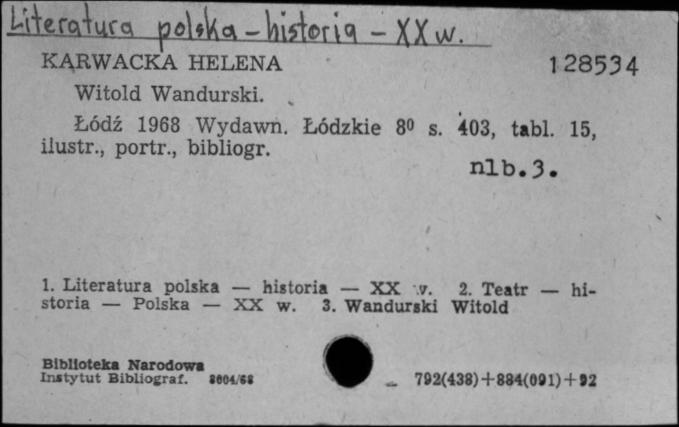 Literatura polska - historia - XX w.
KARWACKA HELENA 128534
Witold Wandurski.
Łódź 1968 Wydawn. Łódzkie 8⁰ s. 403, tabl. 15,
ilustr., portr., bibliogr.
nlb.3.
1. Literatura polska — historia — XX w. 2. Teatr — hi-
storia — Polska — XX w. 3. Wandurski Witold
Biblioteka Narodowa
Instytut Bibliograf. 8004/68 792(438)+884(091)+92